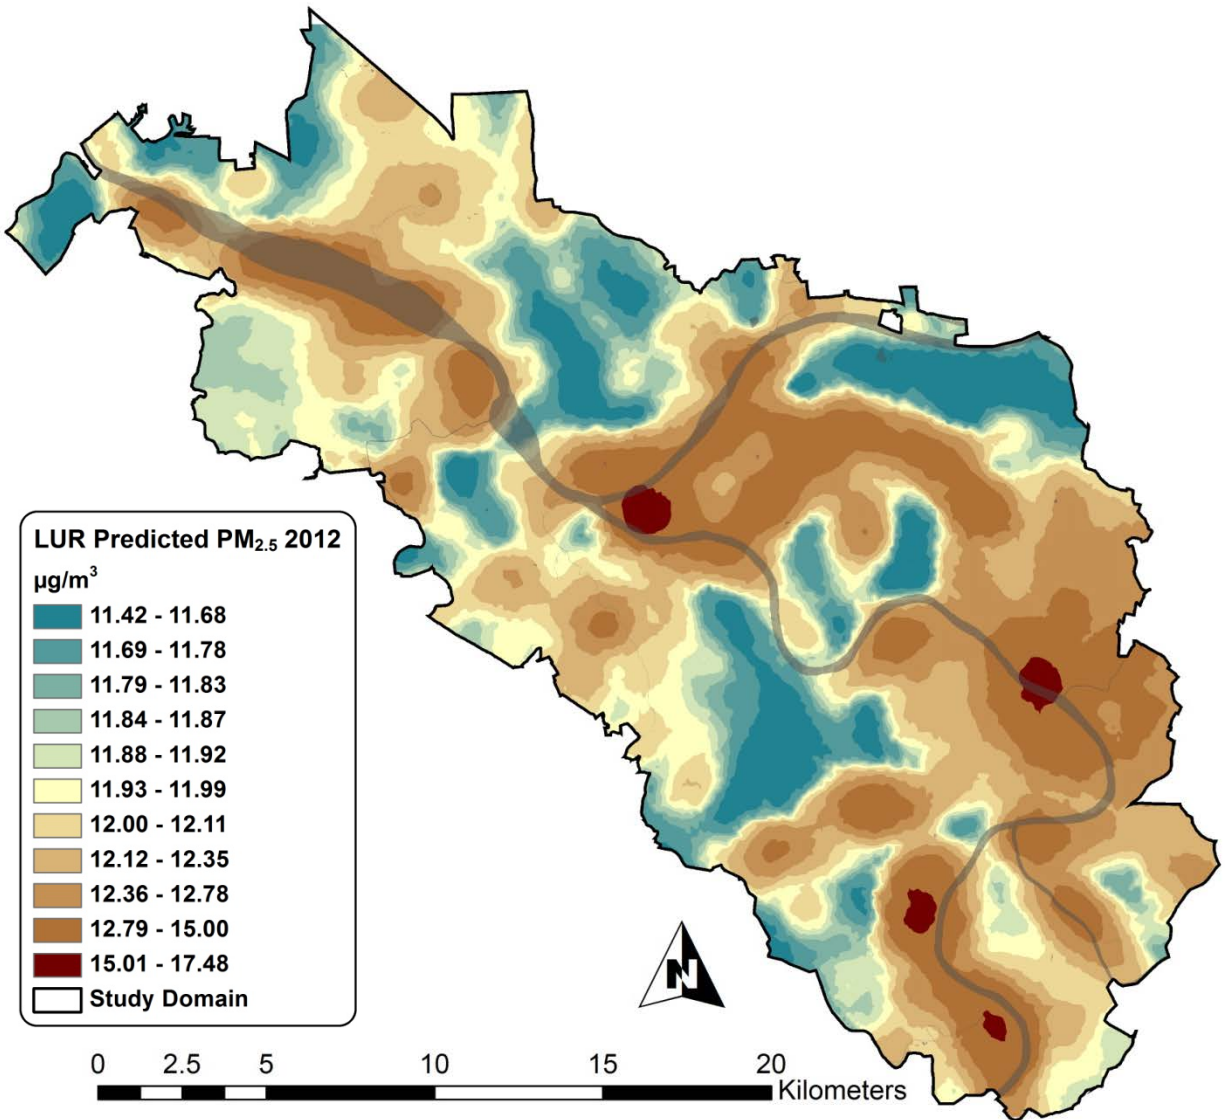 LUR Predicted PM2.5 2012
µg/m³
11.42 - 11.68
11.69 - 11.78
11.79 - 11.83
11.84 - 11.87
11.88 - 11.92
11.93 - 11.99
12.00 - 12.11
12.12 - 12.35
12.36 - 12.78
12.79 - 15.00
15.01 - 17.48
Study Domain
N
0 2.5 5 10 15 20
Kilometers